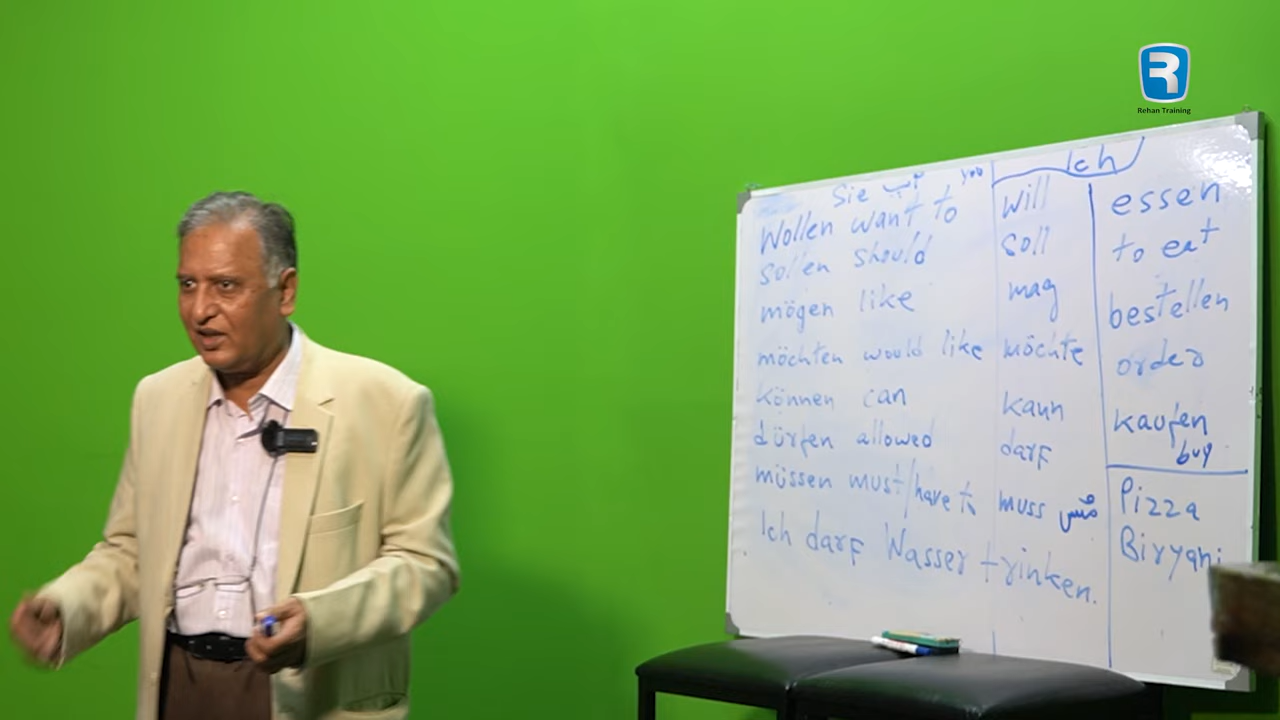 Rehan Training
Sie آپ you
Ich
Wollen want to will
sollen should soll
mögen like mag
möchten would like möchte
können can kann
dürfen allowed darf
müssen must/have to muss مُس
Ich darf Wasser trinken.
essen
to eat
bestellen
order
kaufen
buy
Pizza
Biryani